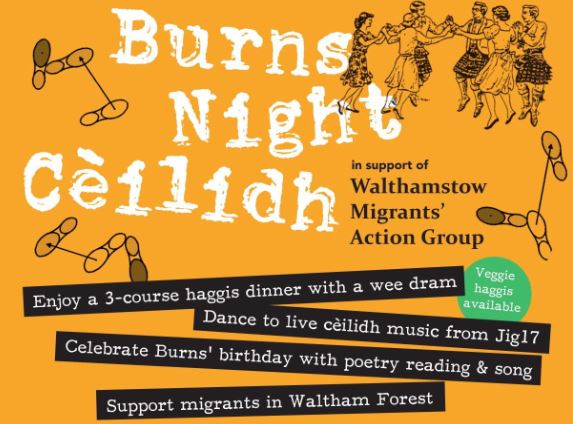 Burns
Night
Cèilidh
in support of
Walthamstow
Migrants'
Action Group
Enjoy a 3-course haggis dinner with a wee dram
Veggie
haggis
available
Dance to live cèilidh music from Jig17
Celebrate Burns' birthday with poetry reading & song
Support migrants in Waltham Forest